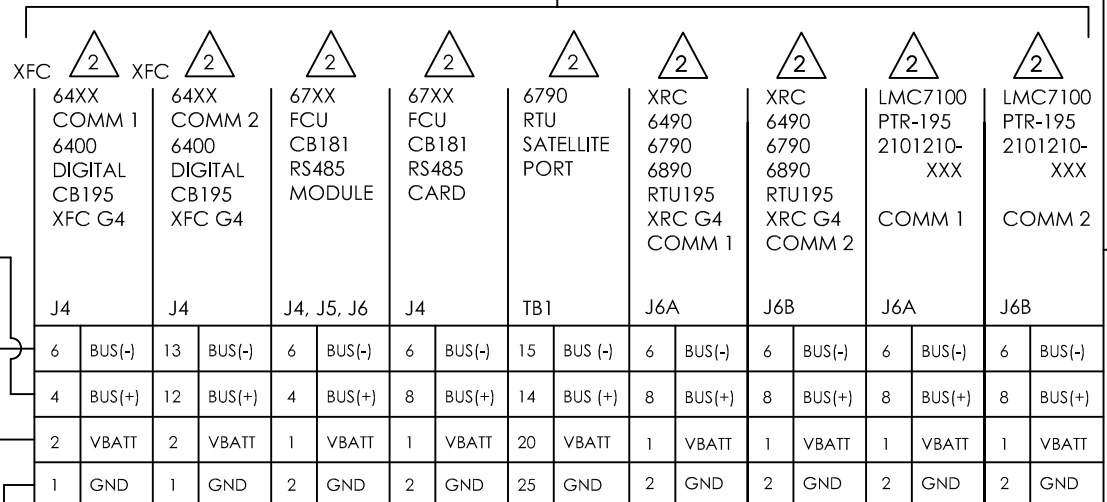 2 2 2 2 2 2 2 2 2
XFC XFC
64XX
COMM 1
6400
DIGITAL
CB195
XFC G4
J4
64XX
COMM 2
6400
DIGITAL
CB195
XFC G4
J4
67XX
FCU
CB181
RS485
MODULE
J4, J5, J6
67XX
FCU
CB181
RS485
CARD
J4
6790
RTU
SATELLITE
PORT
TB1
XRC
6490
6790
6890
RTU195
XRC G4
COMM 1
J6A
XRC
6490
6790
6890
RTU195
XRC G4
COMM 2
J6B
LMC7100
PTR-195
2101210-
XXX
COMM 1
J6A
LMC7100
PTR-195
2101210-
XXX
COMM 2
J6B
6 BUS(-) 13 BUS(-) 6 BUS(-) 6 BUS(-) 15 BUS (-) 6 BUS(-) 6 BUS(-) 6 BUS(-) 6 BUS(-)
4 BUS(+) 12 BUS(+) 4 BUS(+) 8 BUS(+) 14 BUS (+) 8 BUS(+) 8 BUS(+) 8 BUS(+) 8 BUS(+)
2 VBATT 2 VBATT 1 VBATT 1 VBATT 20 VBATT 1 VBATT 1 VBATT 1 VBATT 1 VBATT
1 GND 1 GND 2 GND 2 GND 25 GND 2 GND 2 GND 2 GND 2 GND